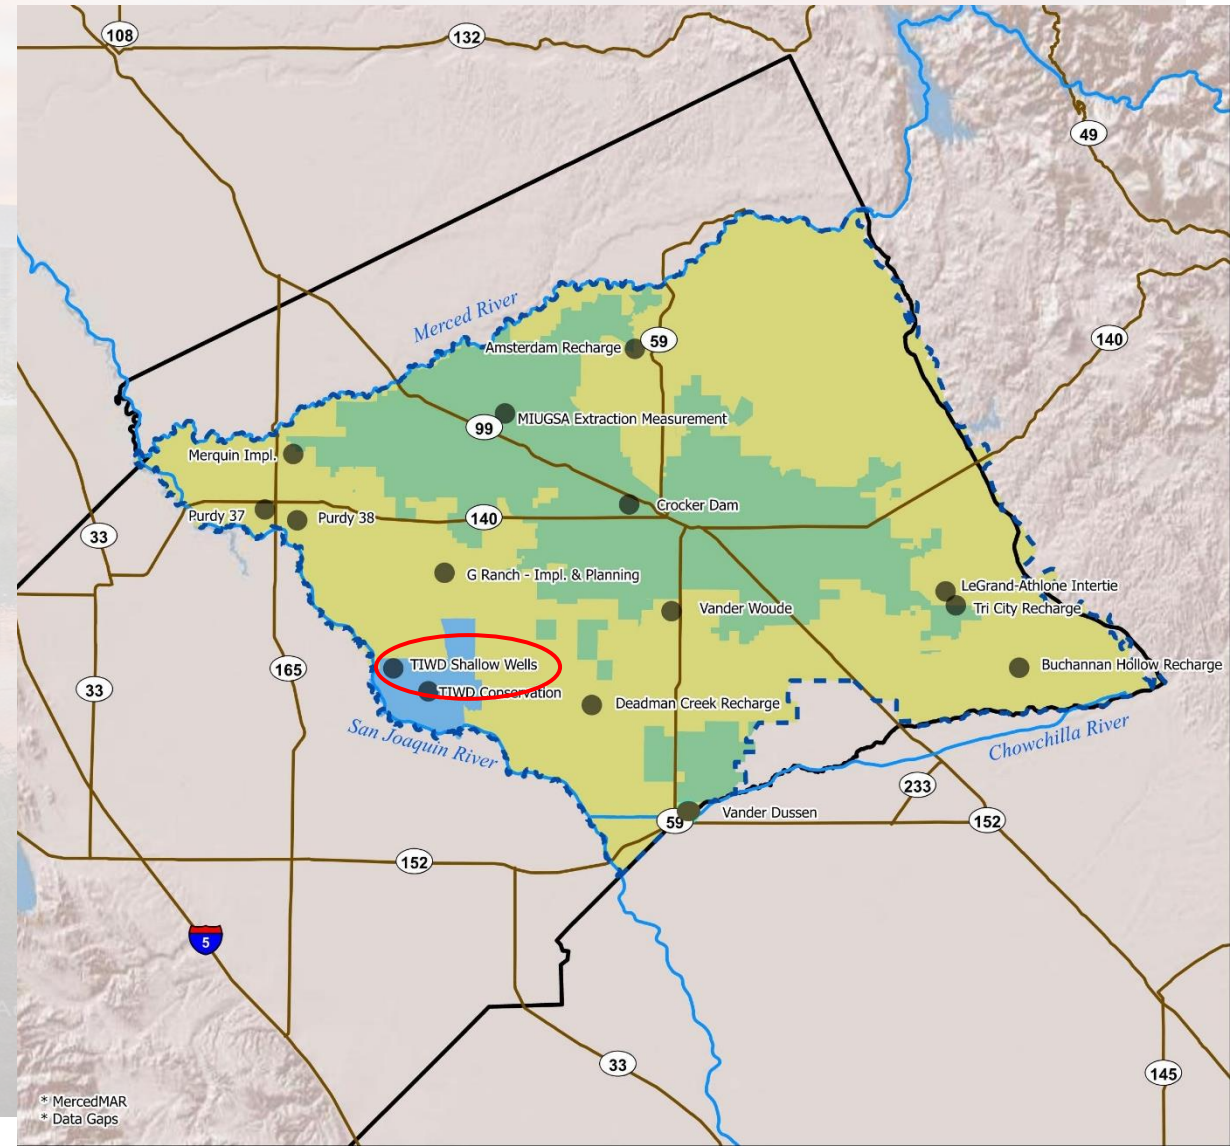 108
132
49
Merced River
59
Amsterdam Recharge
140
MIUGSA Extraction Measurement
99
Merquin Impl.
Crocker Dam
Purdy 37
Purdy 38
140
33
G Ranch - Impl. & Planning
LeGrand-Athlone Intertie
Vander Woude
Tri City Recharge
TIWD Shallow Wells
165
Buchannan Hollow Recharge
33
TIWD Conservation
Deadman Creek Recharge
San Joaquin River
Chowchilla River
233
Vander Dussen
59
152
152
5
33
145
* MercedMAR
* Data Gaps